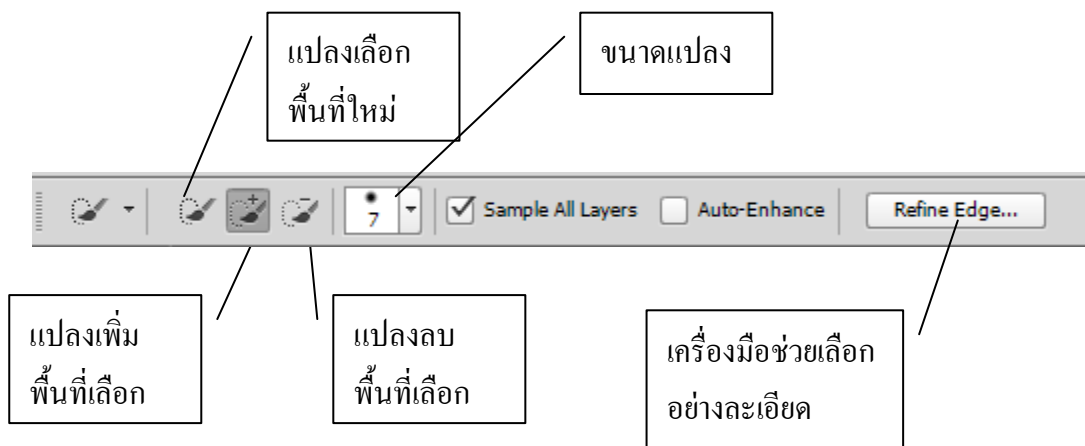 แปลงเลือก
พื้นที่ใหม่
ขนาดแปลง
7
Sample All Layers
Auto-Enhance
Refine Edge...
แปลงเพิ่ม
พื้นที่เลือก
แปลงลบ
พื้นที่เลือก
เครื่องมือช่วยเลือก
อย่างละเอียด